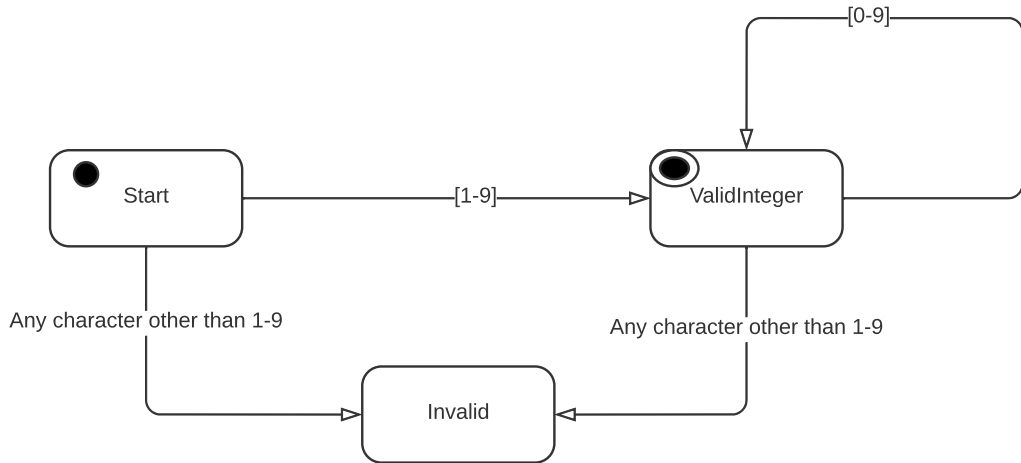 [0-9]
Start
[1-9]
ValidInteger
Any character other than 1-9
Any character other than 1-9
Invalid